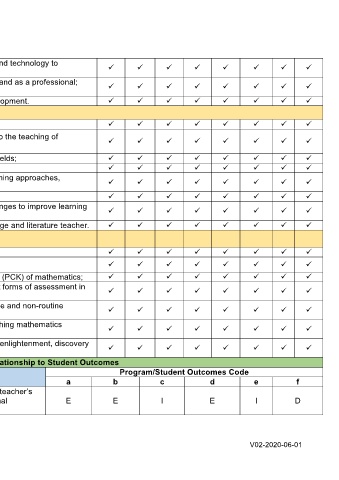 nd technology to
✓ ✓ ✓ ✓ ✓ ✓ ✓ ✓
and as a professional;
✓ ✓ ✓ ✓ ✓ ✓ ✓ ✓
opment. ✓ ✓ ✓ ✓ ✓ ✓ ✓ ✓
✓ ✓ ✓ ✓ ✓ ✓ ✓ ✓
o the teaching of
✓ ✓ ✓ ✓ ✓ ✓ ✓ ✓
elds; ✓ ✓ ✓ ✓ ✓ ✓ ✓ ✓
✓ ✓ ✓ ✓ ✓ ✓ ✓ ✓
ning approaches,
✓ ✓ ✓ ✓ ✓ ✓ ✓ ✓
✓ ✓ ✓ ✓ ✓ ✓ ✓ ✓
nges to improve learning
✓ ✓ ✓ ✓ ✓ ✓ ✓ ✓
ge and literature teacher. ✓ ✓ ✓ ✓ ✓ ✓ ✓ ✓
✓ ✓ ✓ ✓ ✓ ✓ ✓ ✓
✓ ✓ ✓ ✓ ✓ ✓ ✓ ✓
(PCK) of mathematics; ✓ ✓ ✓ ✓ ✓ ✓ ✓ ✓
forms of assessment in
✓ ✓ ✓ ✓ ✓ ✓ ✓ ✓
e and non-routine
✓ ✓ ✓ ✓ ✓ ✓ ✓ ✓
hing mathematics
✓ ✓ ✓ ✓ ✓ ✓ ✓ ✓
enlightenment, discovery
✓ ✓ ✓ ✓ ✓ ✓ ✓ ✓
ationship to Student Outcomes
Program/Student Outcomes Code
a b c d e f
teacher's
al E E I E I D
V02-2020-06-01